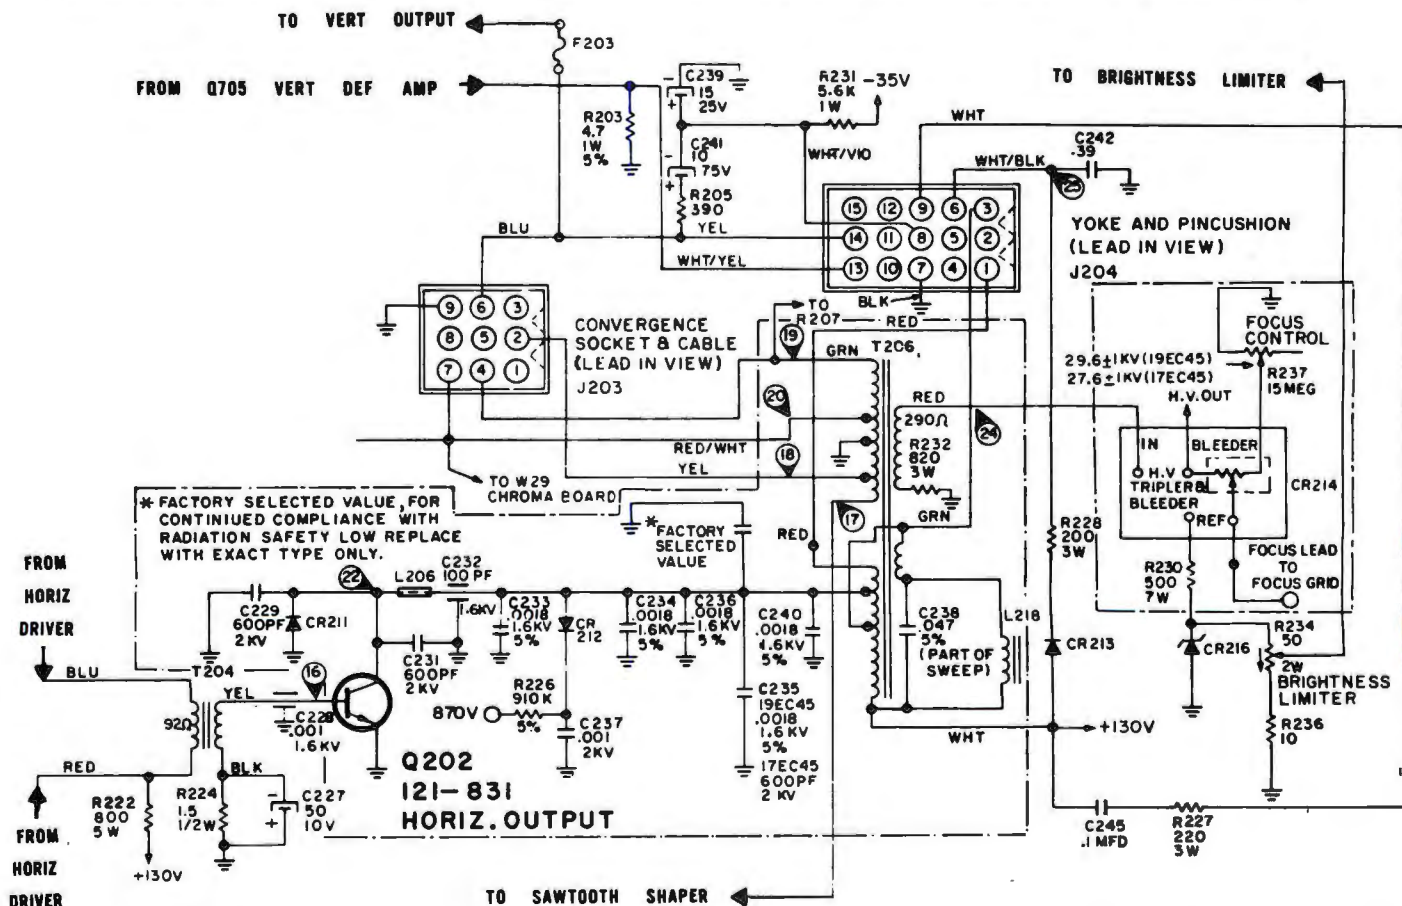 TO VERT OUTPUT
F203
FROM Q705 VERT DEF AMP
R203
4.7
1W
5%
-
C239
15
25V
+
-
C241
10
75V
+
R205
390
R231
5.6K
1W
-35V
WHT/VIO
TO BRIGHTNESS LIMITER
WHT
WHT/BLK
C242
.39
25
15 12 9 6 3
14 11 8 5 2
13 10 7 4 1
YOKE AND PINCUSHION
(LEAD IN VIEW)
J204
BLU
YEL
WHT/YEL
BLK
RED
9 6 3
8 5 2
7 4 1
CONVERGENCE
SOCKET & CABLE
(LEAD IN VIEW)
J203
TO
R207
19
GRN
T206
20
RED/WHT
YEL
18
TO W29
CHROMA BOARD
RED
290Ω
R232
820
3W
24
17
GRN
RED
FOCUS
CONTROL
29.6±1KV(19EC45)
27.6±1KV(17EC45)
H.V.OUT
R237
15MEG
IN
BLEEDER
H.V
TRIPLER &
BLEEDER
CR214
REF
R228
200
3W
R230
500
7W
FOCUS LEAD
TO
FOCUS GRID
* FACTORY SELECTED VALUE, FOR
CONTINUED COMPLIANCE WITH
RADIATION SAFETY LOW REPLACE
WITH EXACT TYPE ONLY.
*
FACTORY
SELECTED
VALUE
FROM
HORIZ
DRIVER
22
L206
C232
100PF
1.6KV
C229
600PF
2KV
CR211
C231
600PF
2KV
C233
.0018
1.6KV
5%
CR
212
C234
.0018
1.6KV
5%
C236
.0018
1.6KV
5%
C240
.0018
1.6KV
5%
C238
.047
5%
(PART OF
SWEEP)
L218
CR213
CR216
R234
50
2W
BRIGHTNESS
LIMITER
R236
10
BLU
T204
YEL
16
92Ω
C228
.001
1.6KV
R226
910K
5%
870V
C237
.001
2KV
C235
19EC45
.0018
1.6KV
5%
17EC45
600PF
2KV
WHT
+130V
RED
BLK
R222
800
5W
+130V
R224
1.5
1/2W
-
C227
50
10V
+
Q202
121-831
HORIZ.OUTPUT
C245
.1MFD
R227
220
3W
FROM
HORIZ
DRIVER
TO SAWTOOTH SHAPER